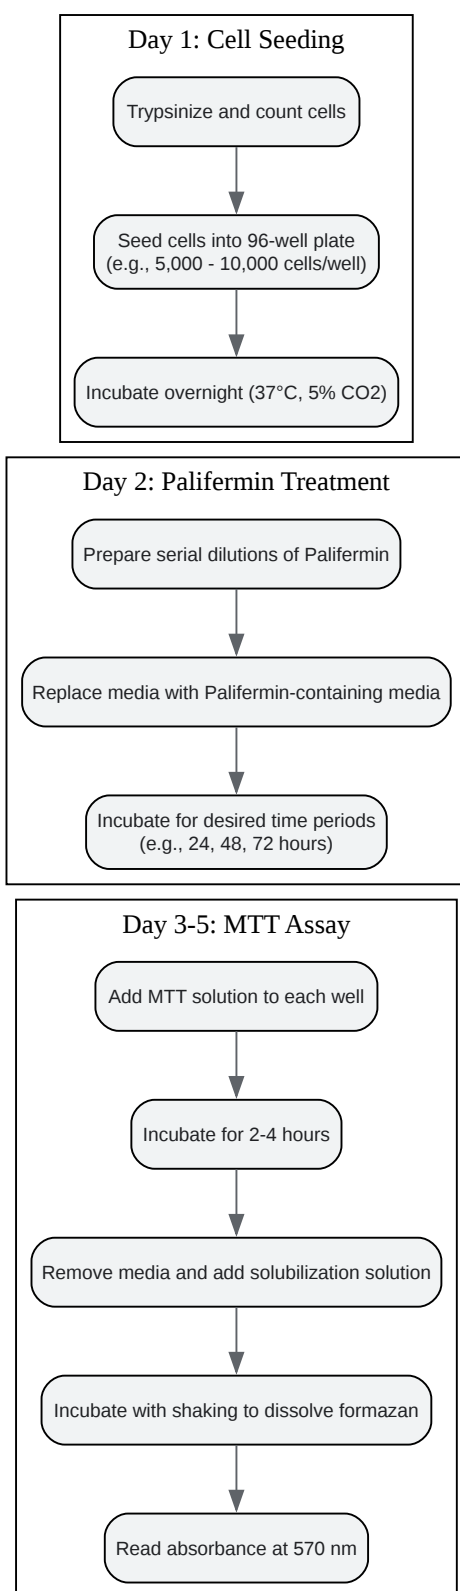 Day 1: Cell Seeding
Trypsinize and count cells
Seed cells into 96-well plate
(e.g., 5,000 - 10,000 cells/well)
Incubate overnight (37°C, 5% CO2)
Day 2: Palifermin Treatment
Prepare serial dilutions of Palifermin
Replace media with Palifermin-containing media
Incubate for desired time periods
(e.g., 24, 48, 72 hours)
Day 3-5: MTT Assay
Add MTT solution to each well
Incubate for 2-4 hours
Remove media and add solubilization solution
Incubate with shaking to dissolve formazan
Read absorbance at 570 nm